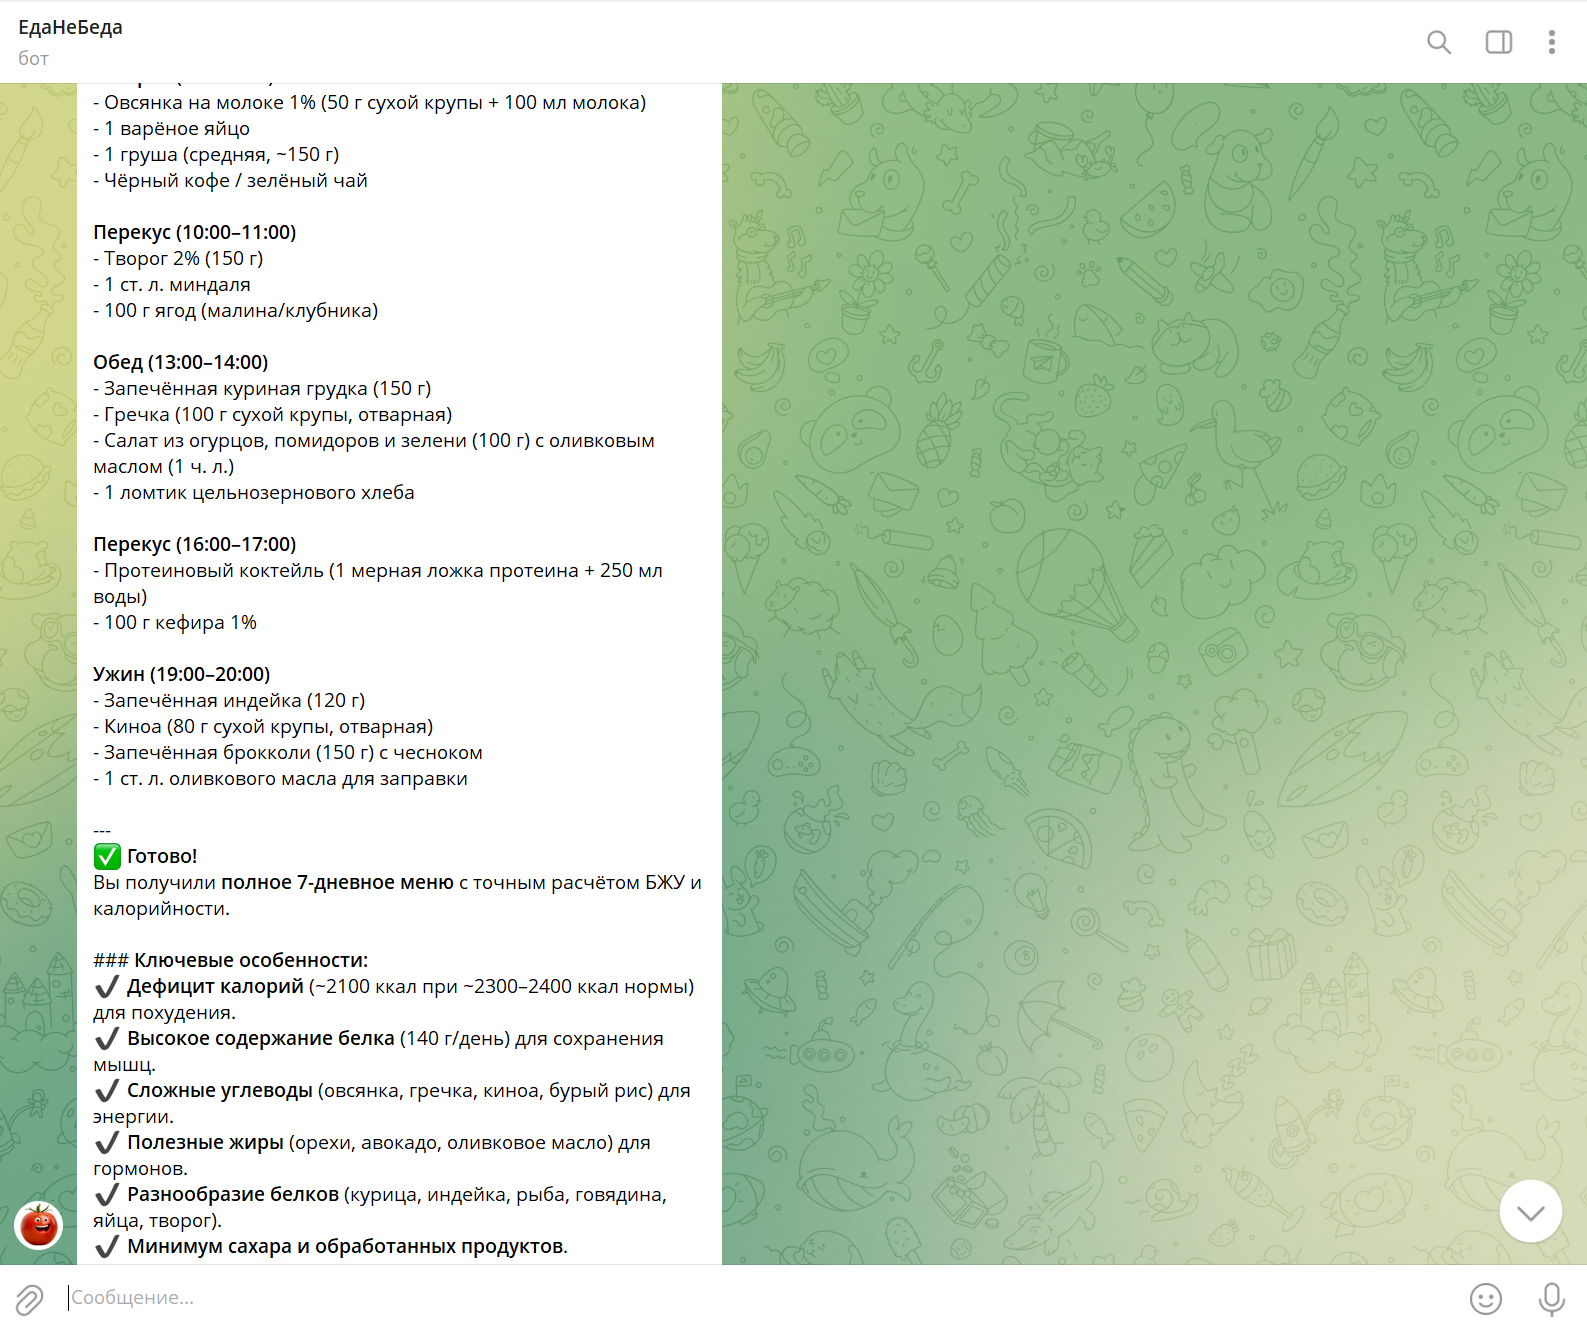 ЕдаНеБеда
бот
- Овсянка на молоке 1% (50 г сухой крупы + 100 мл молока)
- 1 варёное яйцо
- 1 груша (средняя, ~150 г)
- Чёрный кофе / зелёный чай
Перекус (10:00–11:00)
- Творог 2% (150 г)
- 1 ст. л. миндаля
- 100 г ягод (малина/клубника)
Обед (13:00–14:00)
- Запечённая куриная грудка (150 г)
- Гречка (100 г сухой крупы, отварная)
- Салат из огурцов, помидоров и зелени (100 г) с оливковым
маслом (1 ч. л.)
- 1 ломтик цельнозернового хлеба
Перекус (16:00–17:00)
- Протеиновый коктейль (1 мерная ложка протеина + 250 мл
воды)
- 100 г кефира 1%
Ужин (19:00–20:00)
- Запечённая индейка (120 г)
- Киноа (80 г сухой крупы, отварная)
- Запечённая брокколи (150 г) с чесноком
- 1 ст. л. оливкового масла для заправки
---
✅ Готово!
Вы получили полное 7-дневное меню с точным расчётом БЖУ и
калорийности.
### Ключевые особенности:
✔ Дефицит калорий (~2100 ккал при ~2300–2400 ккал нормы)
для похудения.
✔ Высокое содержание белка (140 г/день) для сохранения
мышц.
✔ Сложные углеводы (овсянка, гречка, киноа, бурый рис) для
энергии.
✔ Полезные жиры (орехи, авокадо, оливковое масло) для
гормонов.
✔ Разнообразие белков (курица, индейка, рыба, говядина,
яйца, творог).
✔ Минимум сахара и обработанных продуктов.
Сообщение...